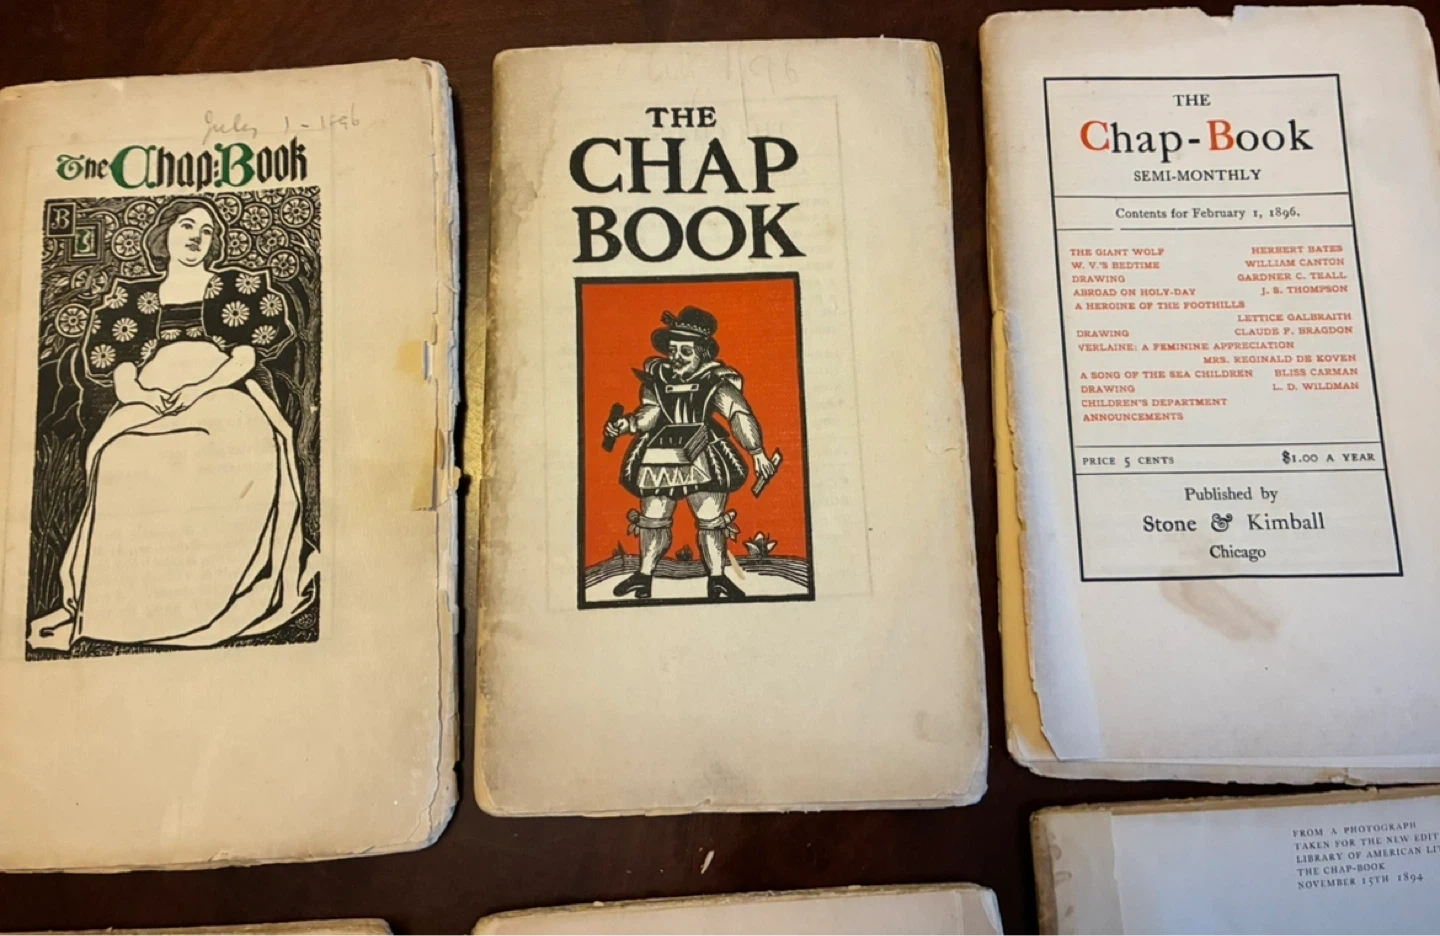 July 1 - 1896
The Chap-Book
B
THE
CHAP
BOOK
THE
Chap-Book
SEMI-MONTHLY
Contents for February 1, 1896.
THE GIANT WOLF HERBERT BATES
W. V.'S BEDTIME WILLIAM CANTON
DRAWING GARDNER C. TEALL
ABROAD ON HOLY-DAY J. S. THOMPSON
A HEROINE OF THE FOOTHILLS
LETTICE GALBRAITH
DRAWING CLAUDE F. BRAGDON
VERLAINE: A FEMININE APPRECIATION
MRS. REGINALD DE KOVEN
A SONG OF THE SEA CHILDREN BLISS CARMAN
DRAWING L. D. WILDMAN
CHILDREN'S DEPARTMENT
ANNOUNCEMENTS
PRICE 5 CENTS $1.00 A YEAR
Published by
Stone & Kimball
Chicago
FROM A PHOTOGRAPH
TAKEN FOR THE NEW EDIT
LIBRARY OF AMERICAN LI
THE CHAP-BOOK
NOVEMBER 15TH 1894